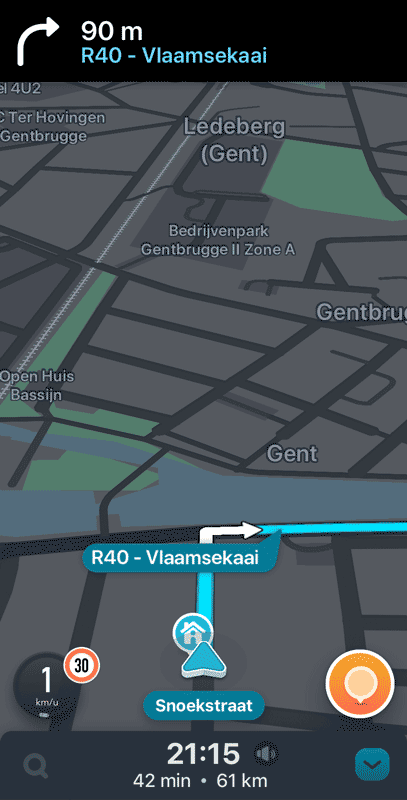 90 m
R40 - Vlaamsekaai
el 4U2
C Ter Hovingen
Gentbrugge
Ledeberg
(Gent)
Bedrijvenpark
Gentbrugge II Zone A
Gentbrug
Open Huis
Bassijn
Gent
R40 - Vlaamsekaai
30
1
km/u
Snoekstraat
21:15
42 min • 61 km